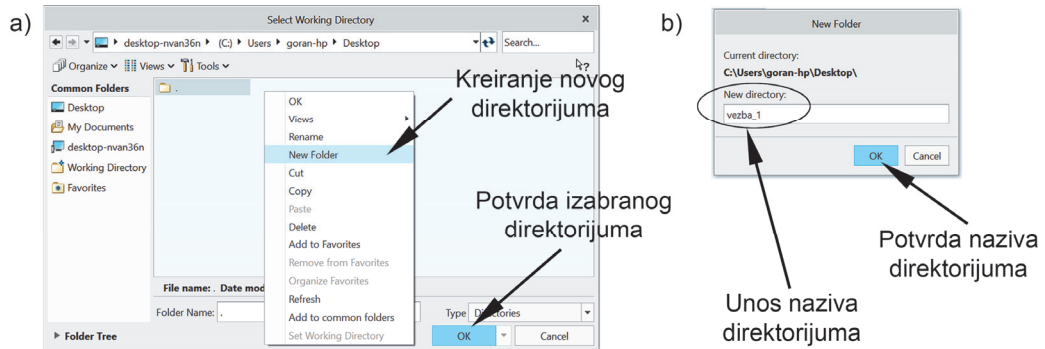 a)
Select Working Directory
x
desktop-nvan36n (C:) Users goran-hp Desktop
Search...
Organize Views Tools
Common Folders
Desktop
My Documents
desktop-nvan36n
Working Directory
Favorites
Folder Tree
.
OK
Views
Rename
New Folder
Cut
Copy
Paste
Delete
Add to Favorites
Remove from Favorites
Organize Favorites
Refresh
Add to common folders
Set Working Directory
File name: . Date
Folder Name: .
Type Directories
OK
Cancel
Kreiranje novog
direktorijuma
Potvrda izabranog
direktorijuma
b)
New Folder
Current directory:
C:\Users\goran-hp\Desktop\
New directory:
vezba_1
OK Cancel
Potvrda naziva
direktorijuma
Unos naziva
direktorijuma